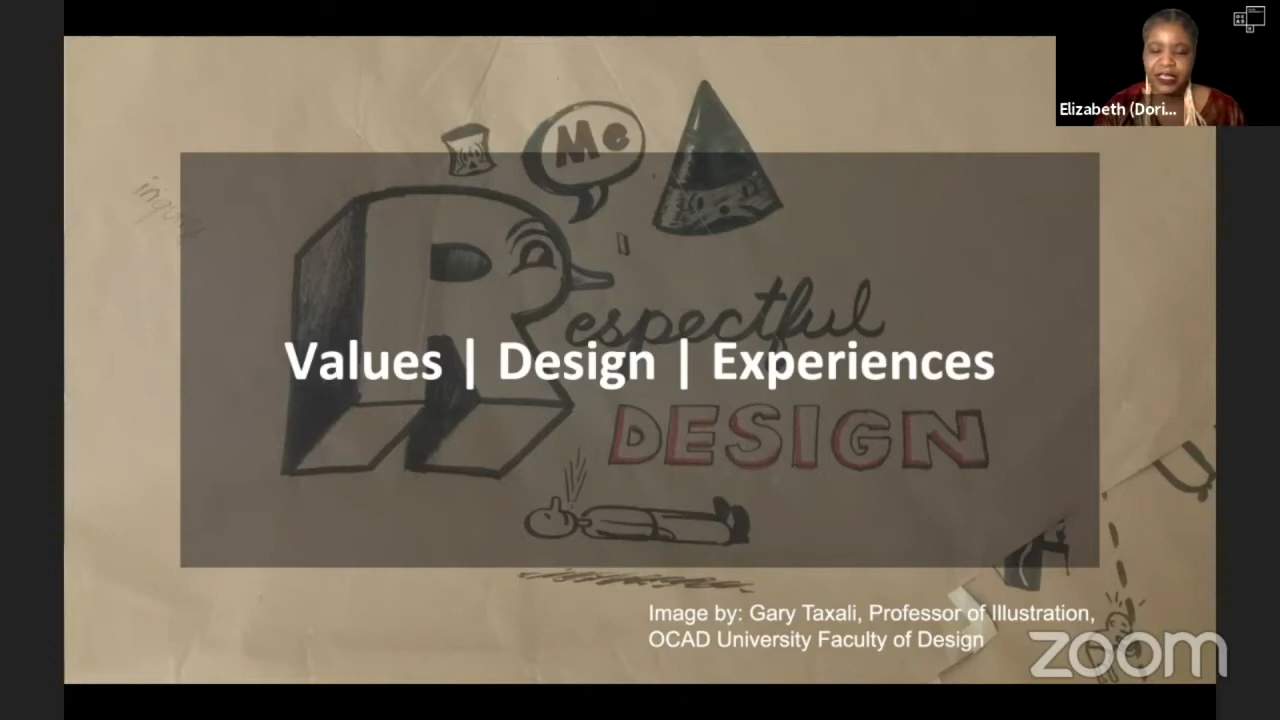 Elizabeth (Dori...
Me
Respectful
Values | Design | Experiences
DESIGN
Image by: Gary Taxali, Professor of Illustration,
OCAD University Faculty of Design
zoom